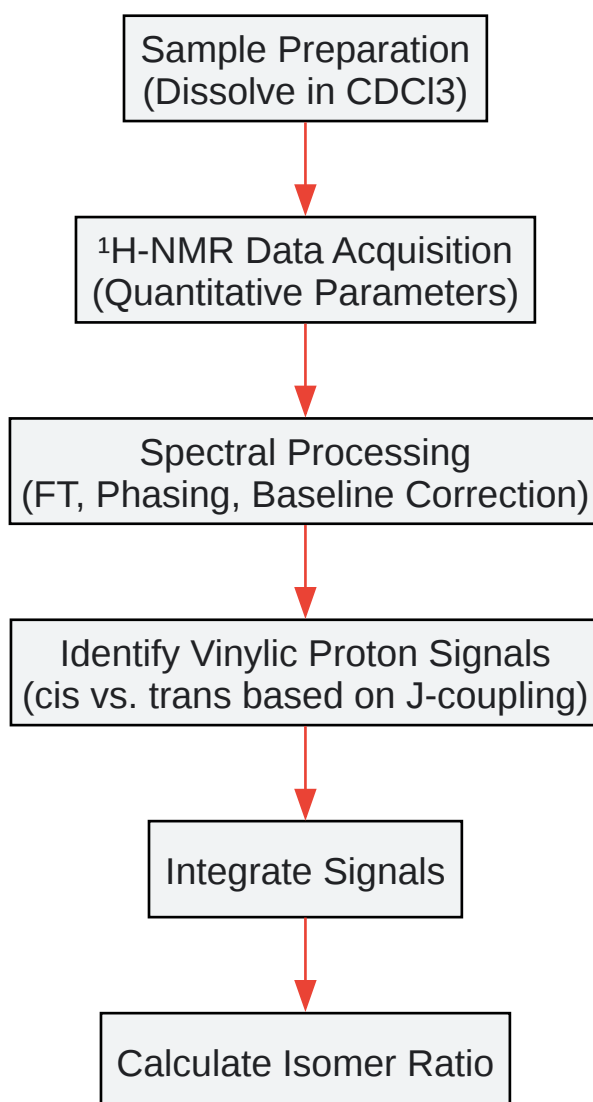 Sample Preparation
(Dissolve in CDCl3)
¹H-NMR Data Acquisition
(Quantitative Parameters)
Spectral Processing
(FT, Phasing, Baseline Correction)
Identify Vinylic Proton Signals
(cis vs. trans based on J-coupling)
Integrate Signals
Calculate Isomer Ratio